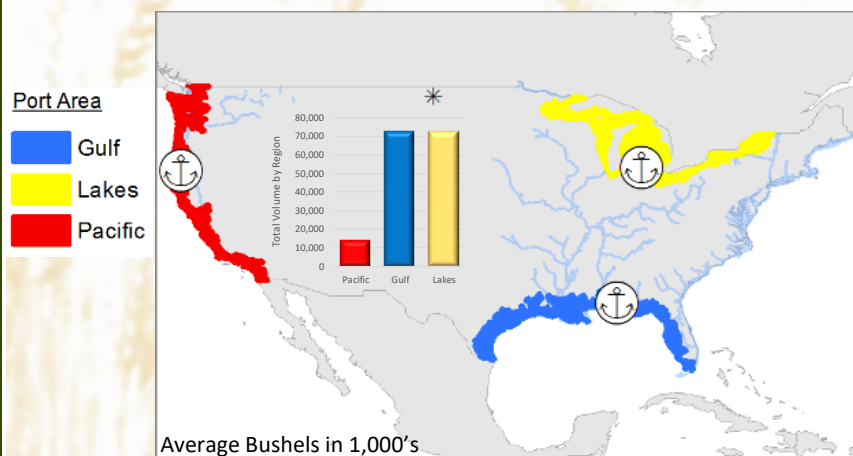 Port Area
Gulf
Lakes
Pacific
Total Volume by Region
80,000
70,000
60,000
50,000
40,000
30,000
20,000
10,000
0
Pacific Gulf Lakes
Average Bushels in 1,000’s